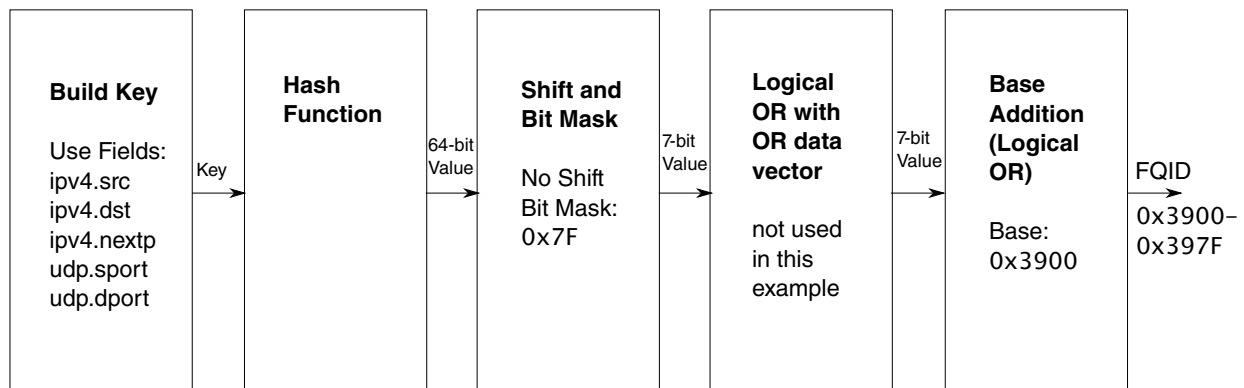 Build Key
Use Fields:
ipv4.src
ipv4.dst
ipv4.nextp
udp.sport
udp.dport
Key
Hash
Function
64-bit
Value
Shift and
Bit Mask
No Shift
Bit Mask:
0x7F
7-bit
Value
Logical
OR with
OR data
vector
not used
in this
example
7-bit
Value
Base
Addition
(Logical
OR)
Base:
0x3900
FQID
0x3900–
0x397F